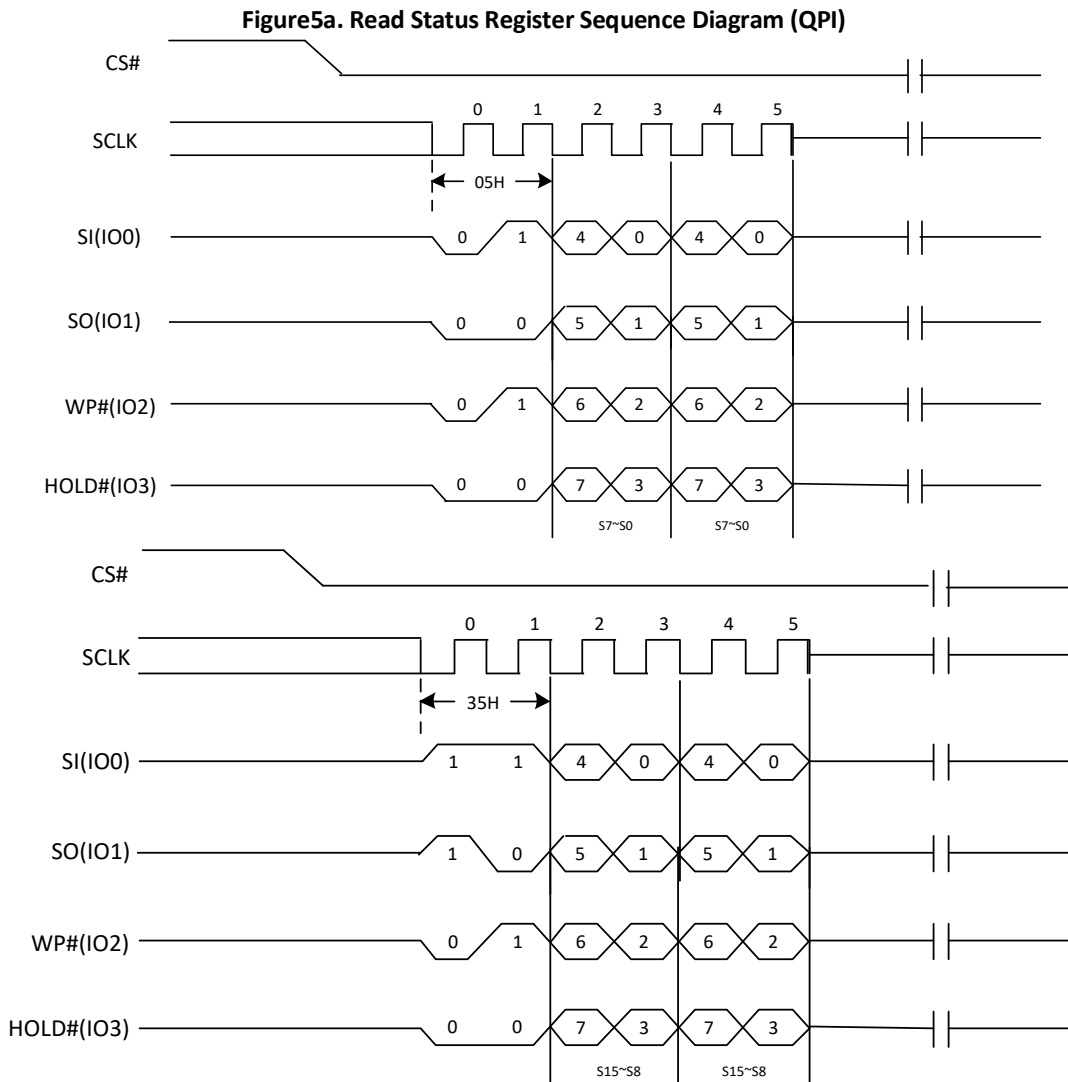 Figure5a. Read Status Register Sequence Diagram (QPI)
CS#
0 1 2 3 4 5
SCLK
05H
SI(IO0) 0 1 4 0 4 0
SO(IO1) 0 0 5 1 5 1
WP#(IO2) 0 1 6 2 6 2
HOLD#(IO3) 0 0 7 3 7 3
S7~S0 S7~S0
CS#
0 1 2 3 4 5
SCLK
35H
SI(IO0) 1 1 4 0 4 0
SO(IO1) 1 0 5 1 5 1
WP#(IO2) 0 1 6 2 6 2
HOLD#(IO3) 0 0 7 3 7 3
S15~S8 S15~S8